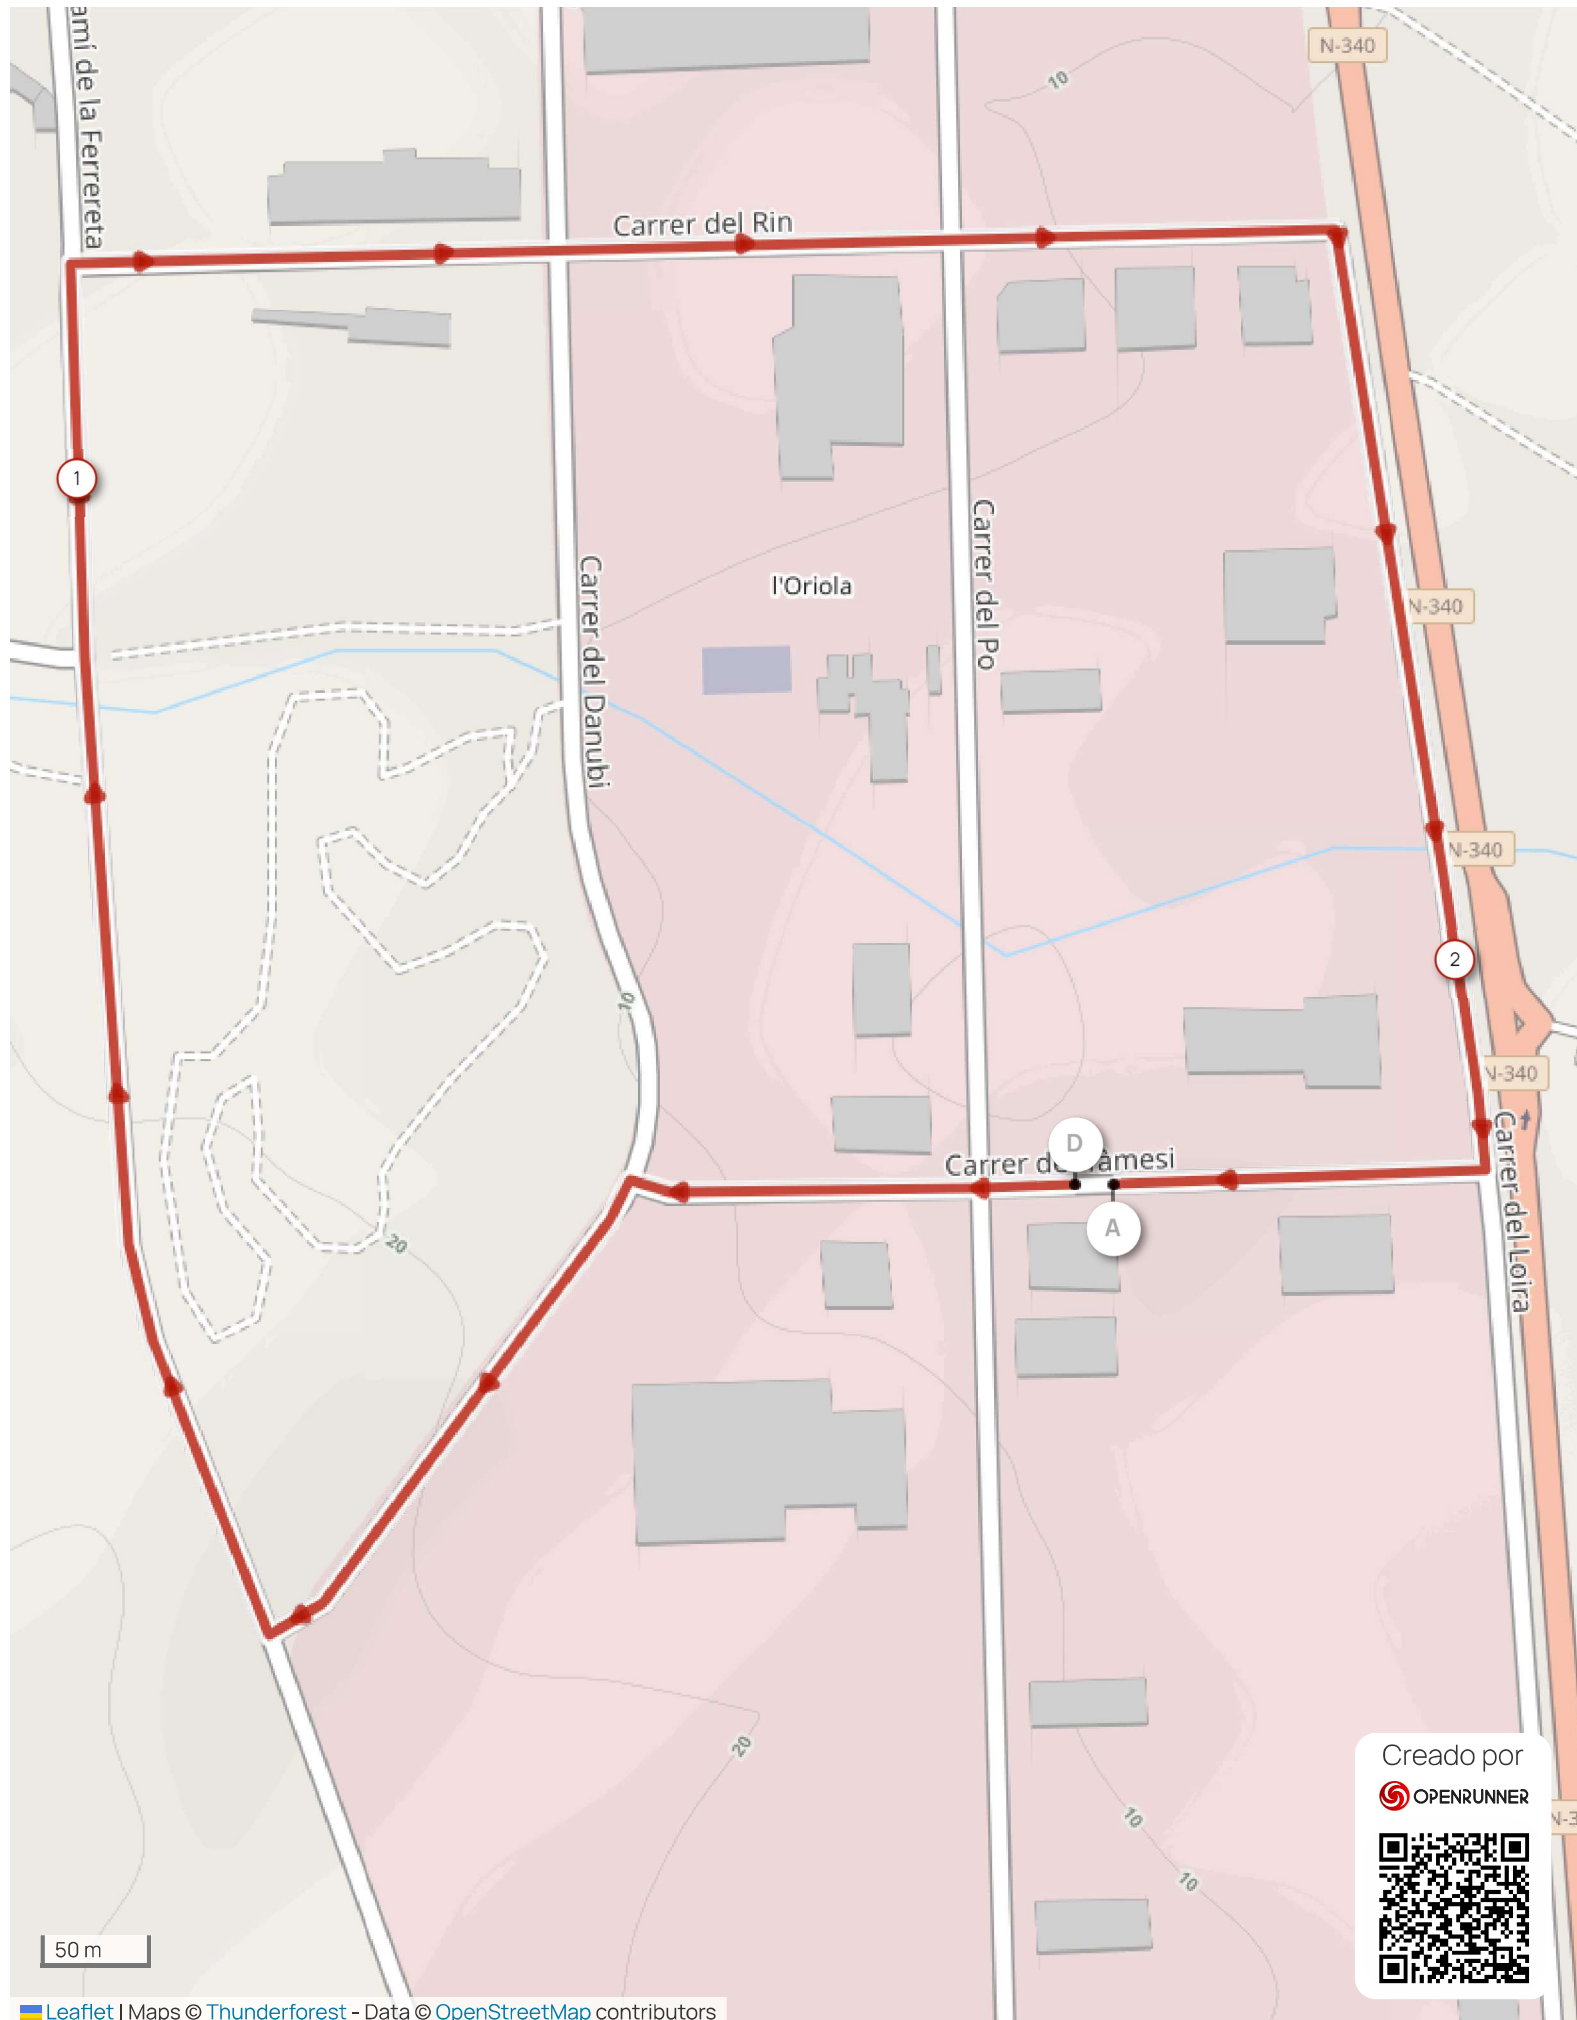 amí de la Ferrereta
N-340
10
Carrer del Rin
1
Carrer del Po
Carrer del Danubi
l'Oriola
N-340
N-340
2
10
N-340
D
Carrer de Tàmesi
A
Carrer del Loira
20
20
10
10
Creado por
OPENRUNNER
N-3
50 m
Leaflet | Maps © Thunderforest - Data © OpenStreetMap contributors